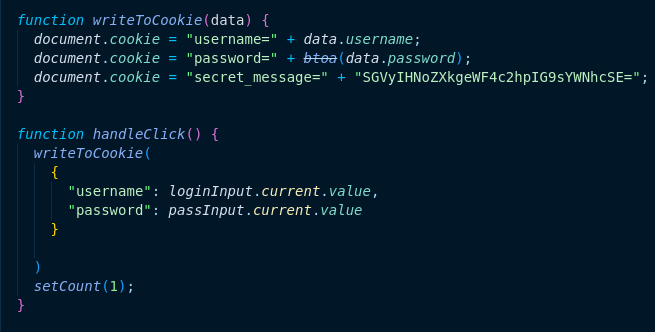 function writeToCookie(data) {
  document.cookie = "username=" + data.username;
  document.cookie = "password=" + btoa(data.password);
  document.cookie = "secret_message=" + "SGVyIHNoZXkgeWF4c2hpIG9sYWNhcSE=";
}

function handleClick() {
  writeToCookie(
    {
      "username": loginInput.current.value,
      "password": passInput.current.value
    }

  )
  setCount(1);
}